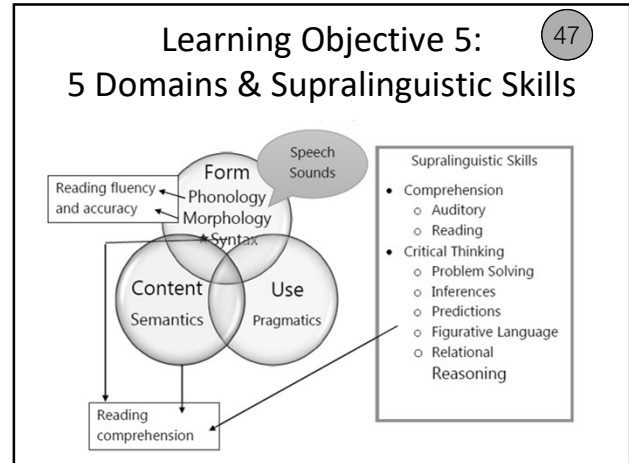 Learning Objective 5:
47
5 Domains & Supralinguistic Skills
Form
Phonology
Morphology
Syntax
Speech
Sounds
Reading fluency
and accuracy
Content
Semantics
Use
Pragmatics
Reading
comprehension
Supralinguistic Skills
• Comprehension
o Auditory
o Reading
• Critical Thinking
o Problem Solving
o Inferences
o Predictions
o Figurative Language
o Relational
Reasoning